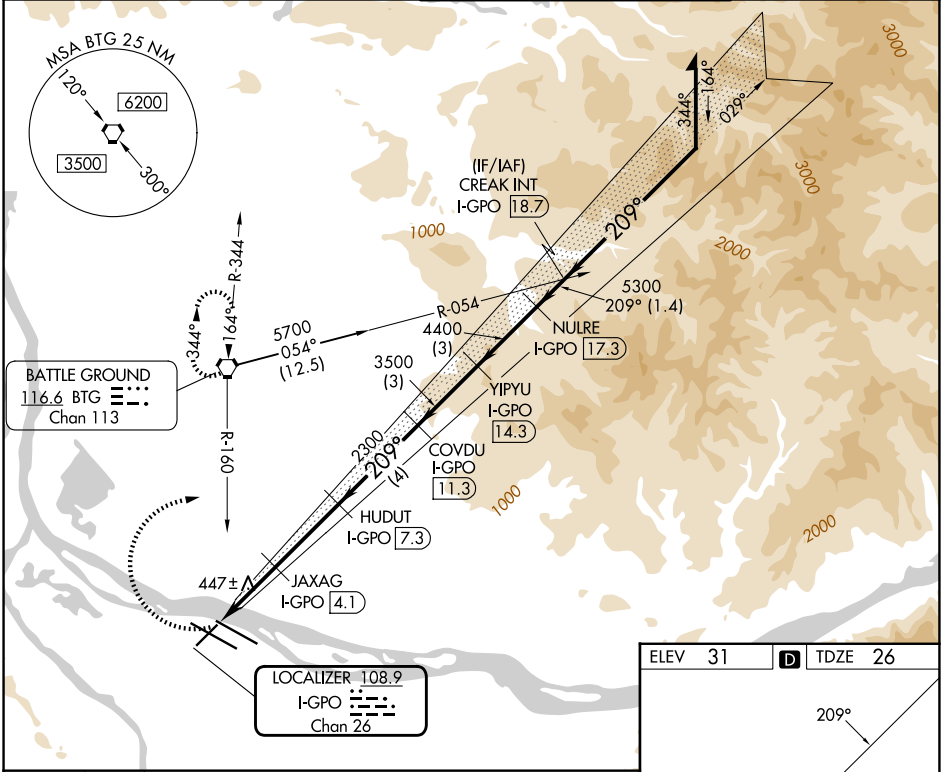 MSA BTG 25 NM
120°
6200
3500
300°
3000
344°
164°
029°
(IF/IAF)
CREAK INT
I-GPO 18.7
209°
3000
1000
2000
R-344
R-054
5300
209° (1.4)
344°
164°
5700
054°
(12.5)
4400
(3)
NULRE
I-GPO 17.3
3500
(3)
BATTLE GROUND
116.6 BTG
Chan 113
YIPYU
I-GPO
14.3
R-160
2300
209°
(4)
COVDU
I-GPO
11.3
1000
2000
HUDUT
I-GPO 7.3
447±
JAXAG
I-GPO 4.1
LOCALIZER 108.9
I-GPO
Chan 26
ELEV 31 D TDZE 26
209°